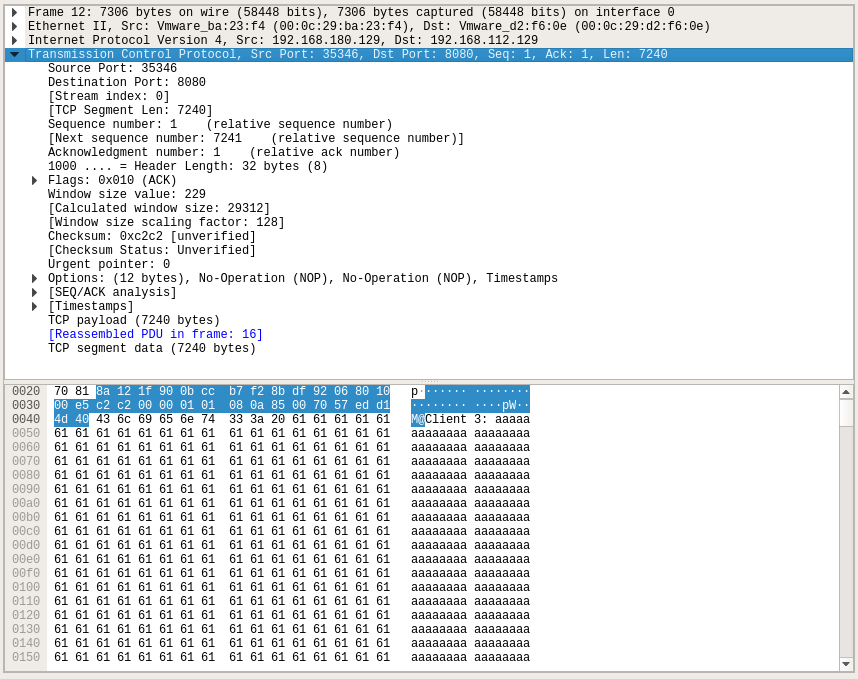 Frame 12: 7306 bytes on wire (58448 bits), 7306 bytes captured (58448 bits) on interface 0
Ethernet II, Src: Vmware_ba:23:f4 (00:0c:29:ba:23:f4), Dst: Vmware_d2:f6:0e (00:0c:29:d2:f6:0e)
Internet Protocol Version 4, Src: 192.168.180.129, Dst: 192.168.112.129
Transmission Control Protocol, Src Port: 35346, Dst Port: 8080, Seq: 1, Ack: 1, Len: 7240
Source Port: 35346
Destination Port: 8080
[Stream index: 0]
[TCP Segment Len: 7240]
Sequence number: 1    (relative sequence number)
[Next sequence number: 7241    (relative sequence number)]
Acknowledgment number: 1    (relative ack number)
1000 .... = Header Length: 32 bytes (8)
Flags: 0x010 (ACK)
Window size value: 229
[Calculated window size: 29312]
[Window size scaling factor: 128]
Checksum: 0xc2c2 [unverified]
[Checksum Status: Unverified]
Urgent pointer: 0
Options: (12 bytes), No-Operation (NOP), No-Operation (NOP), Timestamps
[SEQ/ACK analysis]
[Timestamps]
TCP payload (7240 bytes)
[Reassembled PDU in frame: 16]
TCP segment data (7240 bytes)
0020 70 81 8a 12 1f 90 0b cc b7 f2 8b df 92 06 80 10 p······· ········
0030 00 e5 c2 c2 00 00 01 01 08 0a 85 00 70 57 ed d1 ········ ····pW··
0040 4d 40 43 6c 69 65 6e 74 33 3a 20 61 61 61 61 61 M@Client 3: aaaaa
0050 61 61 61 61 61 61 61 61 61 61 61 61 61 61 61 61 aaaaaaaa aaaaaaaa
0060 61 61 61 61 61 61 61 61 61 61 61 61 61 61 61 61 aaaaaaaa aaaaaaaa
0070 61 61 61 61 61 61 61 61 61 61 61 61 61 61 61 61 aaaaaaaa aaaaaaaa
0080 61 61 61 61 61 61 61 61 61 61 61 61 61 61 61 61 aaaaaaaa aaaaaaaa
0090 61 61 61 61 61 61 61 61 61 61 61 61 61 61 61 61 aaaaaaaa aaaaaaaa
00a0 61 61 61 61 61 61 61 61 61 61 61 61 61 61 61 61 aaaaaaaa aaaaaaaa
00b0 61 61 61 61 61 61 61 61 61 61 61 61 61 61 61 61 aaaaaaaa aaaaaaaa
00c0 61 61 61 61 61 61 61 61 61 61 61 61 61 61 61 61 aaaaaaaa aaaaaaaa
00d0 61 61 61 61 61 61 61 61 61 61 61 61 61 61 61 61 aaaaaaaa aaaaaaaa
00e0 61 61 61 61 61 61 61 61 61 61 61 61 61 61 61 61 aaaaaaaa aaaaaaaa
00f0 61 61 61 61 61 61 61 61 61 61 61 61 61 61 61 61 aaaaaaaa aaaaaaaa
0100 61 61 61 61 61 61 61 61 61 61 61 61 61 61 61 61 aaaaaaaa aaaaaaaa
0110 61 61 61 61 61 61 61 61 61 61 61 61 61 61 61 61 aaaaaaaa aaaaaaaa
0120 61 61 61 61 61 61 61 61 61 61 61 61 61 61 61 61 aaaaaaaa aaaaaaaa
0130 61 61 61 61 61 61 61 61 61 61 61 61 61 61 61 61 aaaaaaaa aaaaaaaa
0140 61 61 61 61 61 61 61 61 61 61 61 61 61 61 61 61 aaaaaaaa aaaaaaaa
0150 61 61 61 61 61 61 61 61 61 61 61 61 61 61 61 61 aaaaaaaa aaaaaaaa